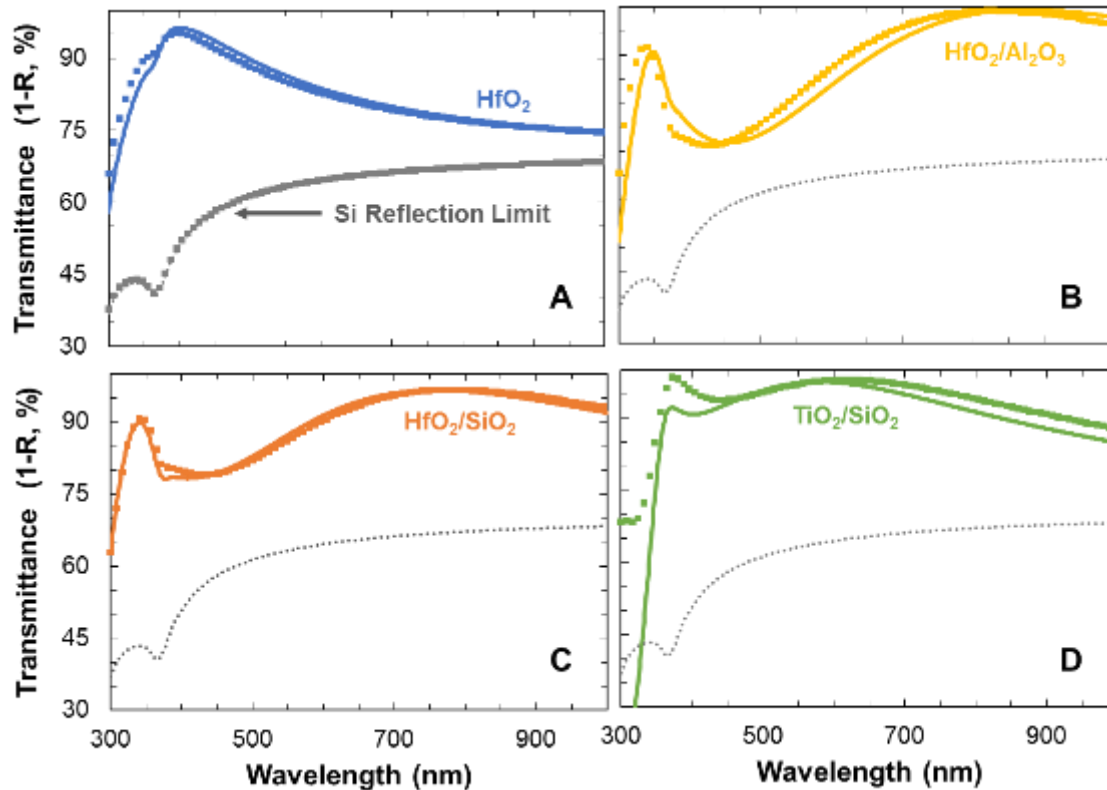 Transmittance (1-R, %)
90
75
60
45
30
HfO₂
Si Reflection Limit
A
HfO₂/Al₂O₃
B
Transmittance (1-R, %)
90
75
60
45
30
HfO₂/SiO₂
C
300 500 700 900
Wavelength (nm)
TiO₂/SiO₂
D
300 500 700 900
Wavelength (nm)